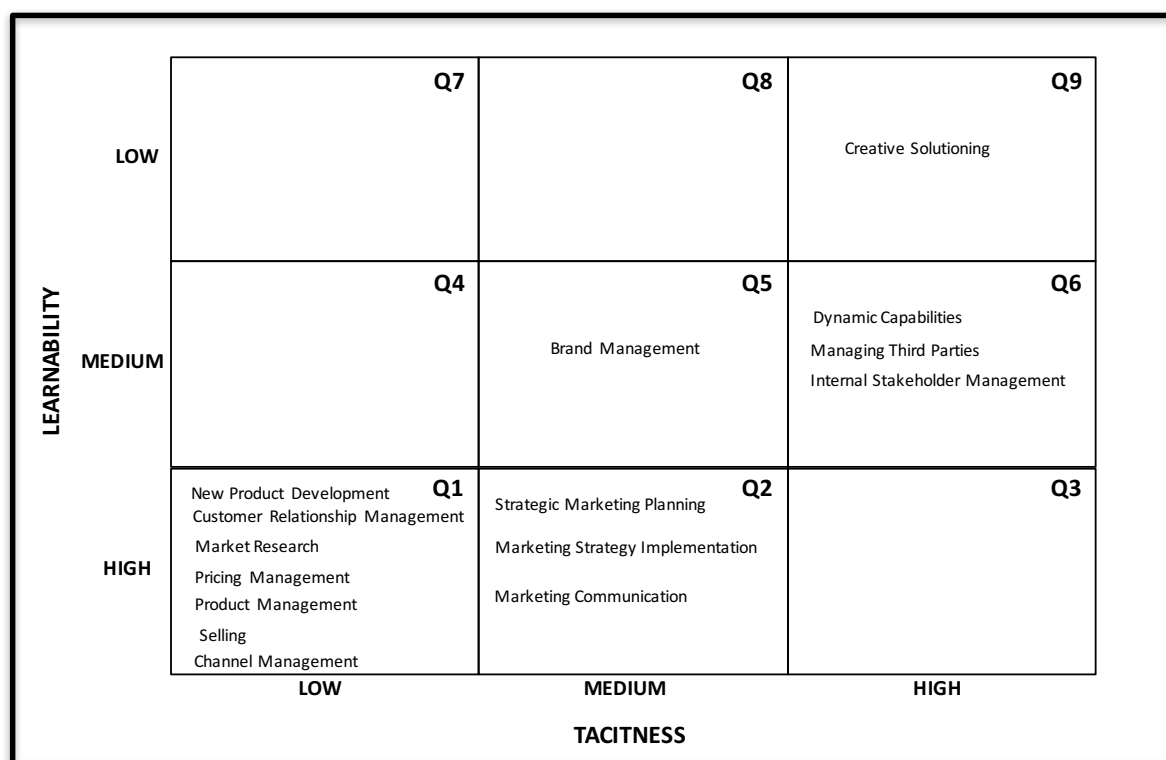 Q7
Q8
Q9
LOW
Creative Solutioning
Q4
Q5
Q6
LEARNABILITY
MEDIUM
Brand Management
Dynamic Capabilities
Managing Third Parties
Internal Stakeholder Management
Q1
Q2
Q3
HIGH
New Product Development
Customer Relationship Management
Market Research
Pricing Management
Product Management
Selling
Channel Management
Strategic Marketing Planning
Marketing Strategy Implementation
Marketing Communication
LOW
MEDIUM
HIGH
TACITNESS